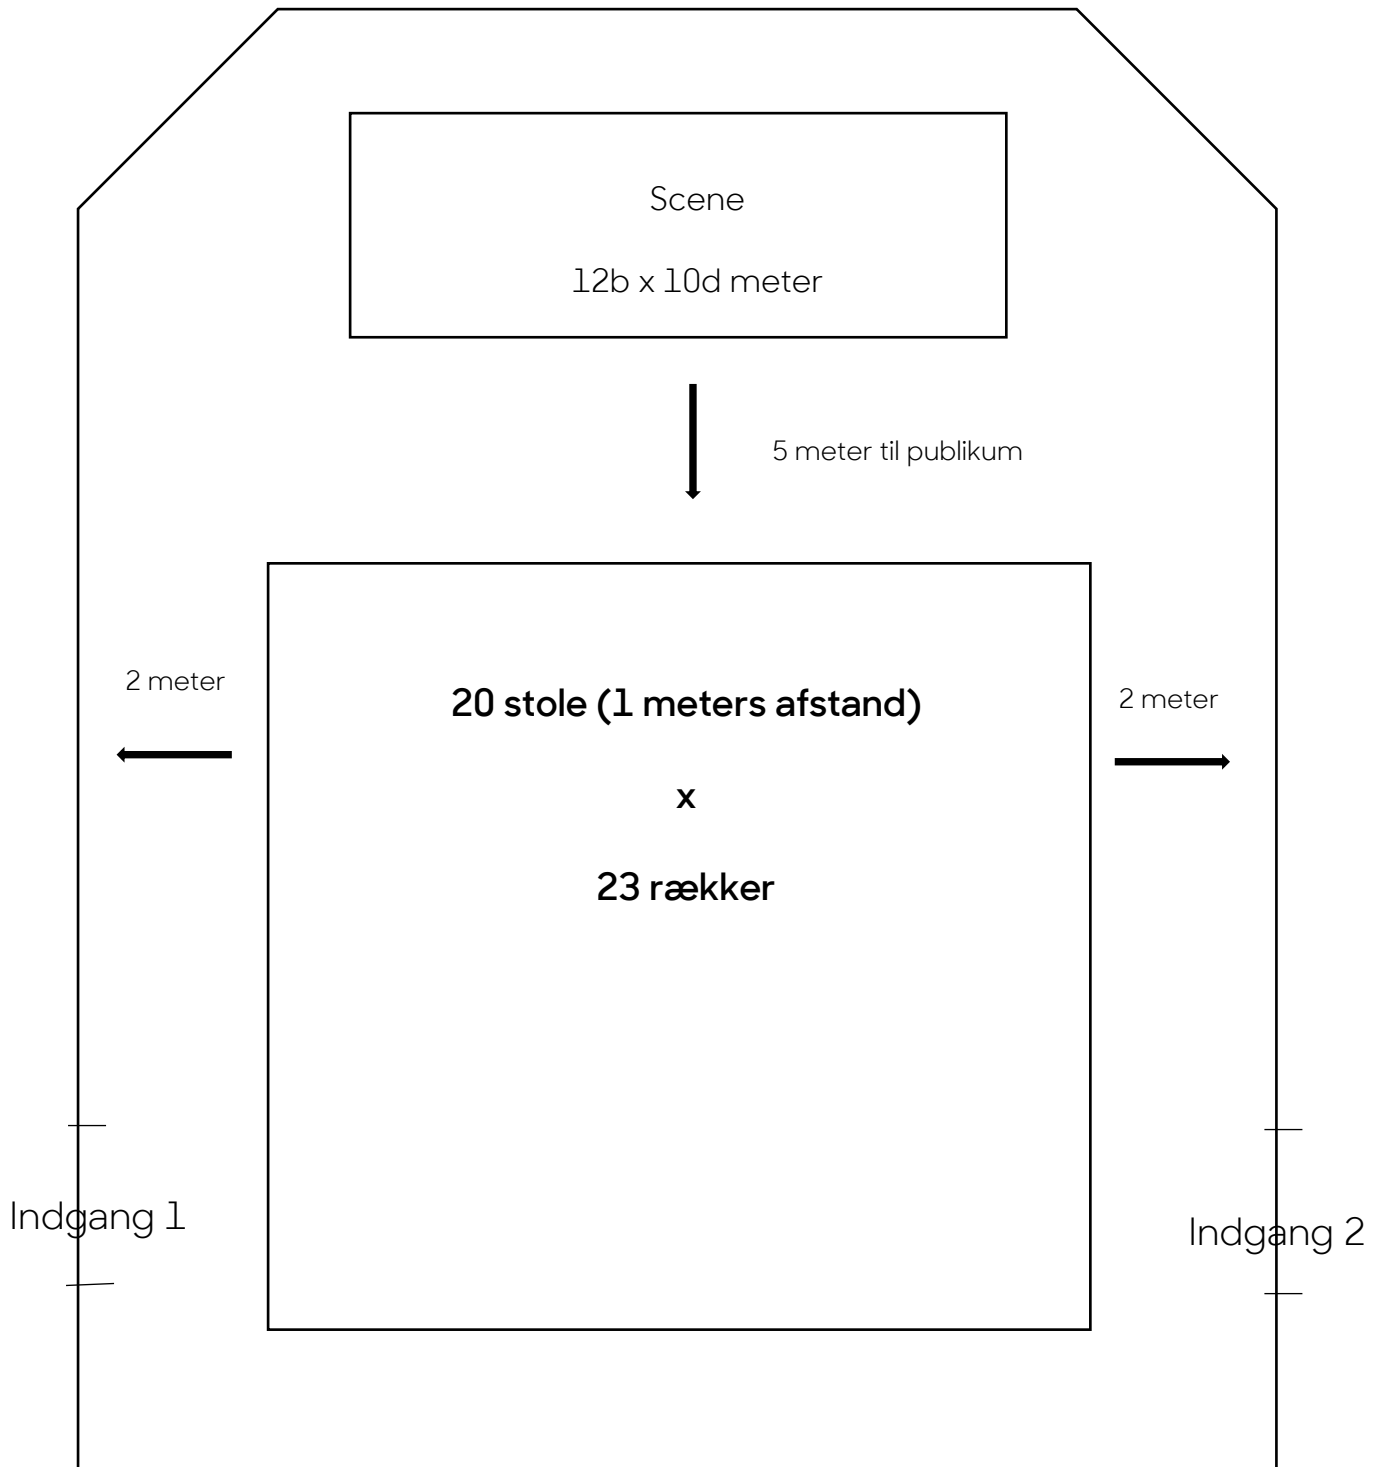 Scene
12b x 10d meter
5 meter til publikum
2 meter
2 meter
20 stole (1 meters afstand)
x
23 rækker
Indgang 1
Indgang 2